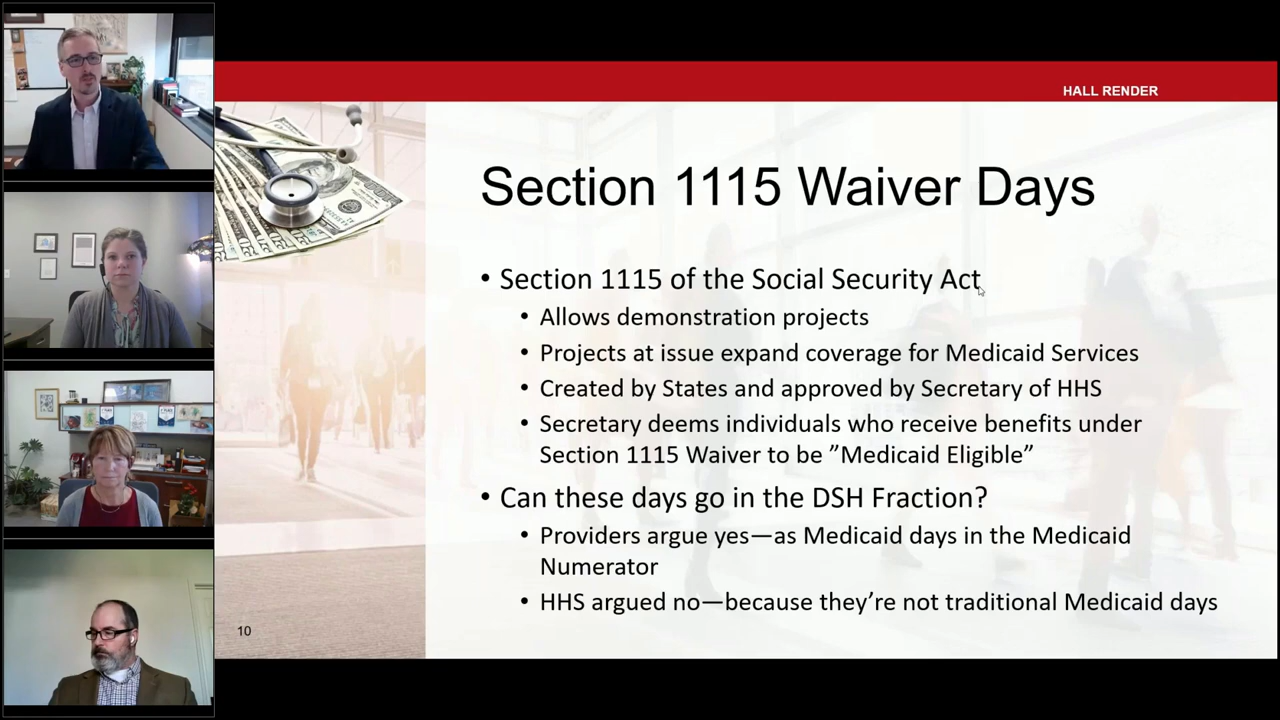 HALL RENDER
Section 1115 Waiver Days
• Section 1115 of the Social Security Act
• Allows demonstration projects
• Projects at issue expand coverage for Medicaid Services
• Created by States and approved by Secretary of HHS
• Secretary deems individuals who receive benefits under
Section 1115 Waiver to be ”Medicaid Eligible”
• Can these days go in the DSH Fraction?
• Providers argue yes—as Medicaid days in the Medicaid
Numerator
• HHS argued no—because they’re not traditional Medicaid days
10